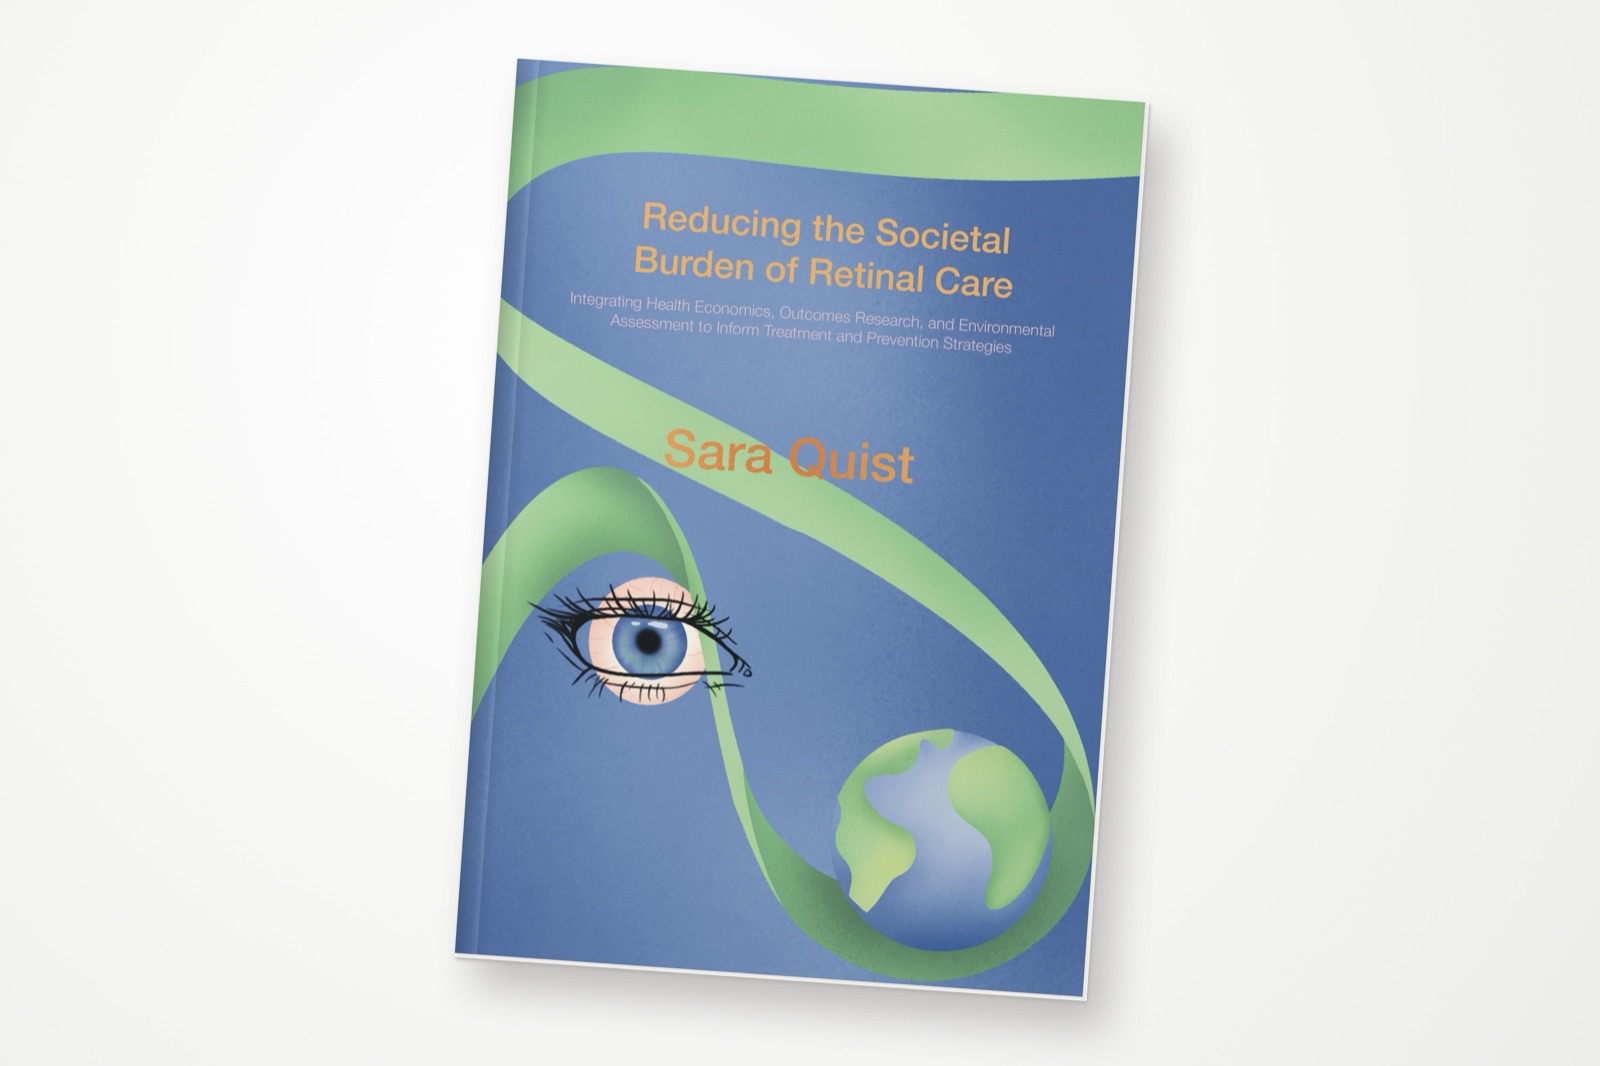 Reducing the Societal
Burden of Retinal Care
Integrating Health Economics, Outcomes Research, and Environmental
Assessment to Inform Treatment and Prevention Strategies
Sara Quist